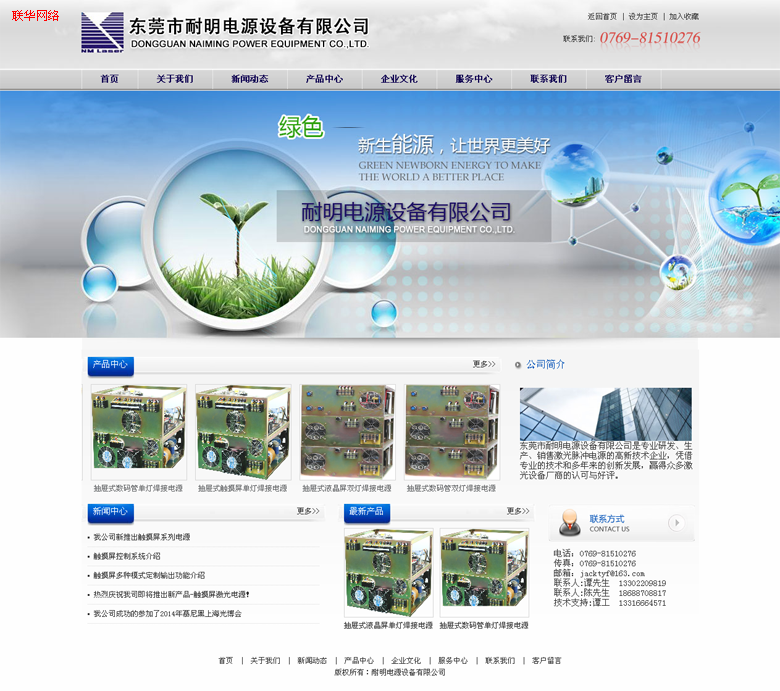 联华网络
NM Laser
东莞市耐明电源设备有限公司
DONGGUAN NAIMING POWER EQUIPMENT CO.,LTD.
返回首页 | 设为主页 | 加入收藏
联系我们: 0769-81510276
首页 关于我们 新闻动态 产品中心 企业文化 服务中心 联系我们 客户留言
绿色
新生能源，让世界更美好
GREEN NEWBORN ENERGY TO MAKE
THE WORLD A BETTER PLACE
耐明电源设备有限公司
DONGGUAN NAIMING POWER EQUIPMENT CO.,LTD.
产品中心 更多>>
抽屉式数码管单灯焊接电源 抽屉式触摸屏单灯焊接电源 抽屉式液晶屏双灯焊接电源 抽屉式数码管双灯焊接电源
公司简介
东莞市耐明电源设备有限公司是专业研发、生
产、销售激光脉冲电源的高新技术企业，凭借
专业的技术和多年来的创新发展，赢得众多激
光设备厂商的认可与好评。
新闻中心 更多>>
我公司新推出触摸屏系列电源
触摸屏控制系统介绍
触摸屏多种模式定制输出功能介绍
热烈庆祝我司即将推出新产品-触摸屏激光电源!
我公司成功的参加了2014年慕尼黑上海光博会
最新产品 更多>>
抽屉式液晶屏单灯焊接电源 抽屉式数码管单灯焊接电源
联系方式
CONTACT US
电话：0769-81510276
传真：0769-81510276
邮箱：jacktyf@163.com
联系人:谭先生 13302209819
联系人:陈先生 18688708817
技术支持:谭工 13316664571
首页 | 关于我们 | 新闻动态 | 产品中心 | 企业文化 | 服务中心 | 联系我们 | 客户留言
版权所有：耐明电源设备有限公司